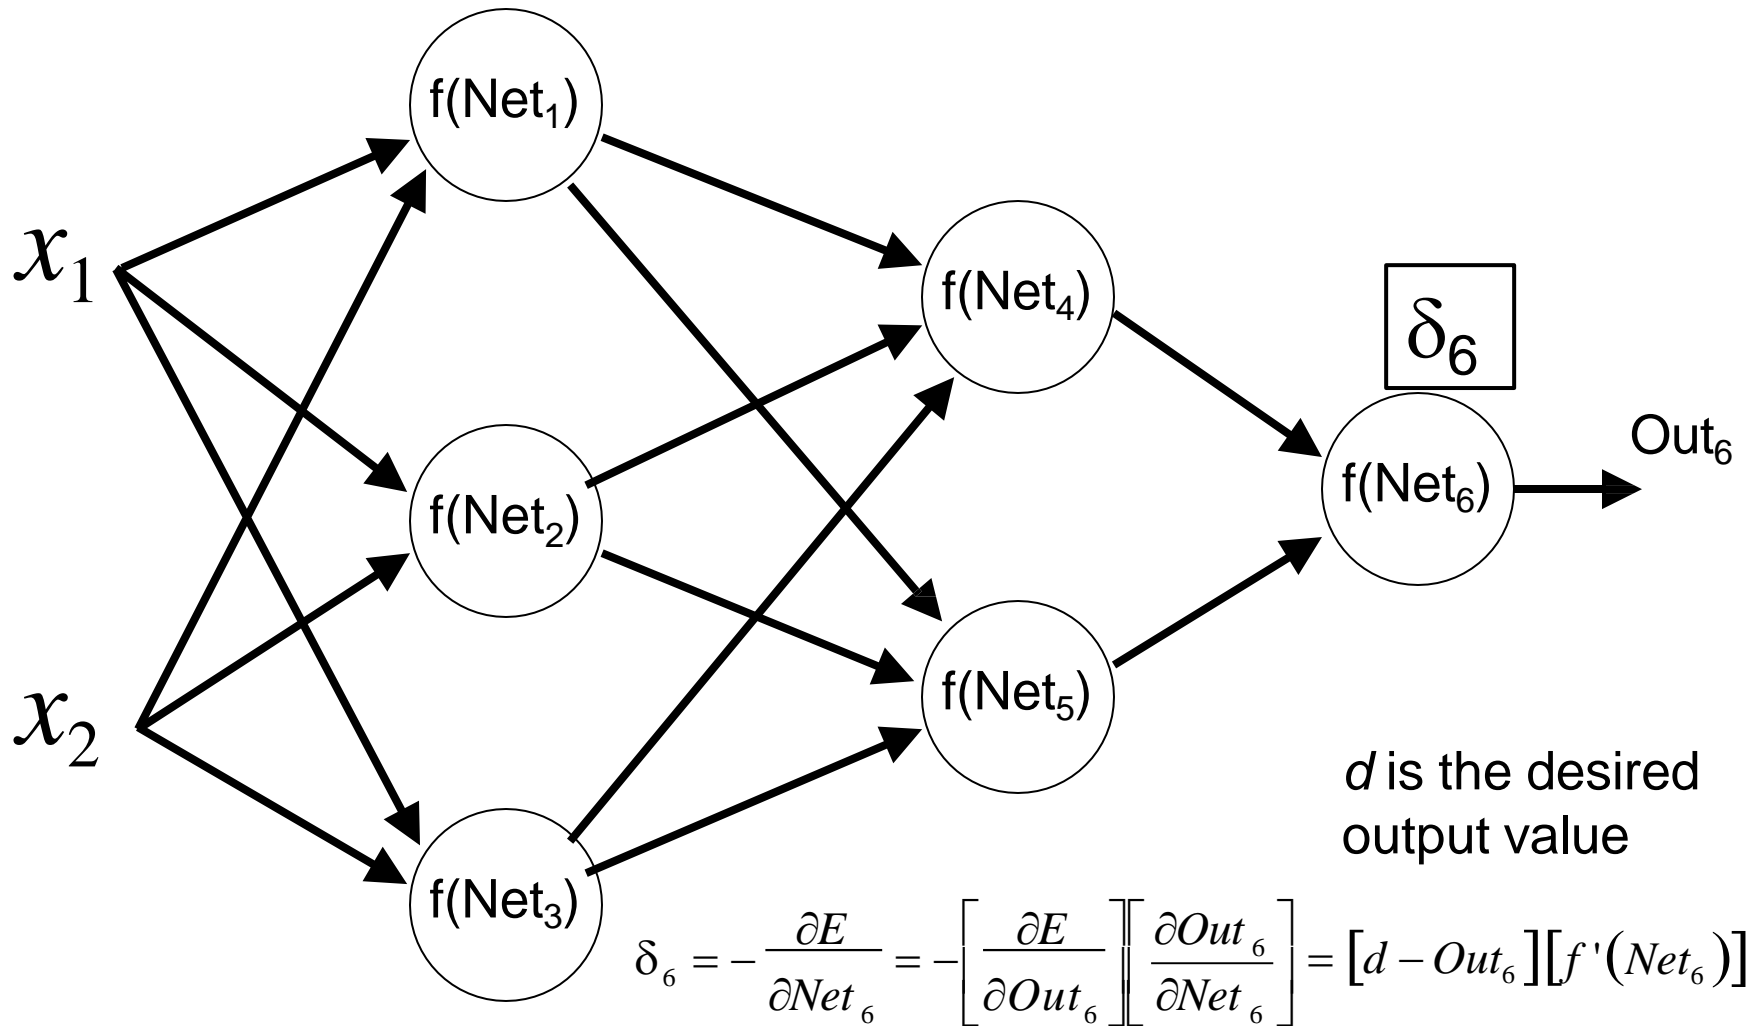 f(Net₁)
x₁
f(Net₄)
δ₆
Out₆
f(Net₆)
f(Net₂)
f(Net₅)
x₂
d is the desired
output value
f(Net₃)
δ₆ = − ∂E/∂Net₆ = −[∂E/∂Out₆][∂Out₆/∂Net₆] = [d − Out₆][f '(Net₆)]